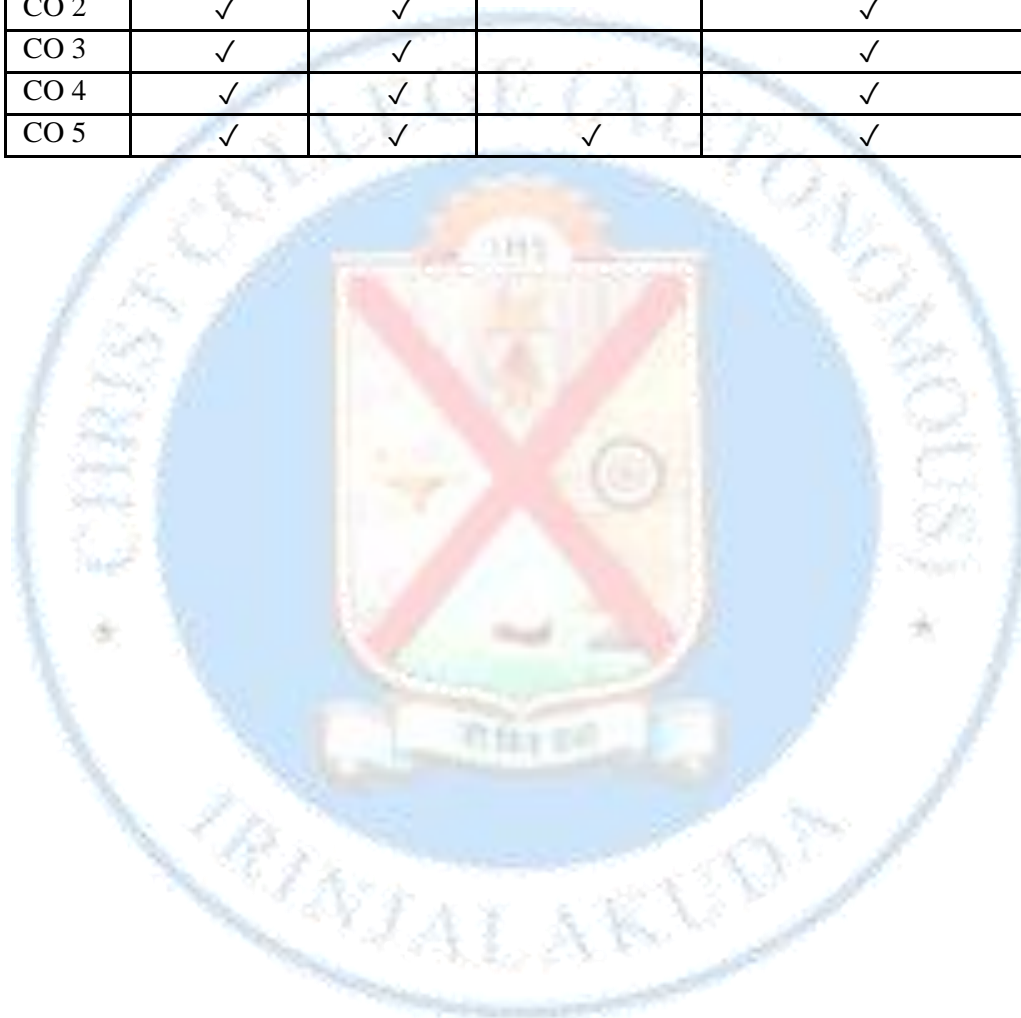 CO 2 ✓ ✓ ✓
CO 3 ✓ ✓ ✓
CO 4 ✓ ✓ ✓
CO 5 ✓ ✓ ✓ ✓
CHRIST COLLEGE (AUTONOMOUS)
IRINJALAKUDA